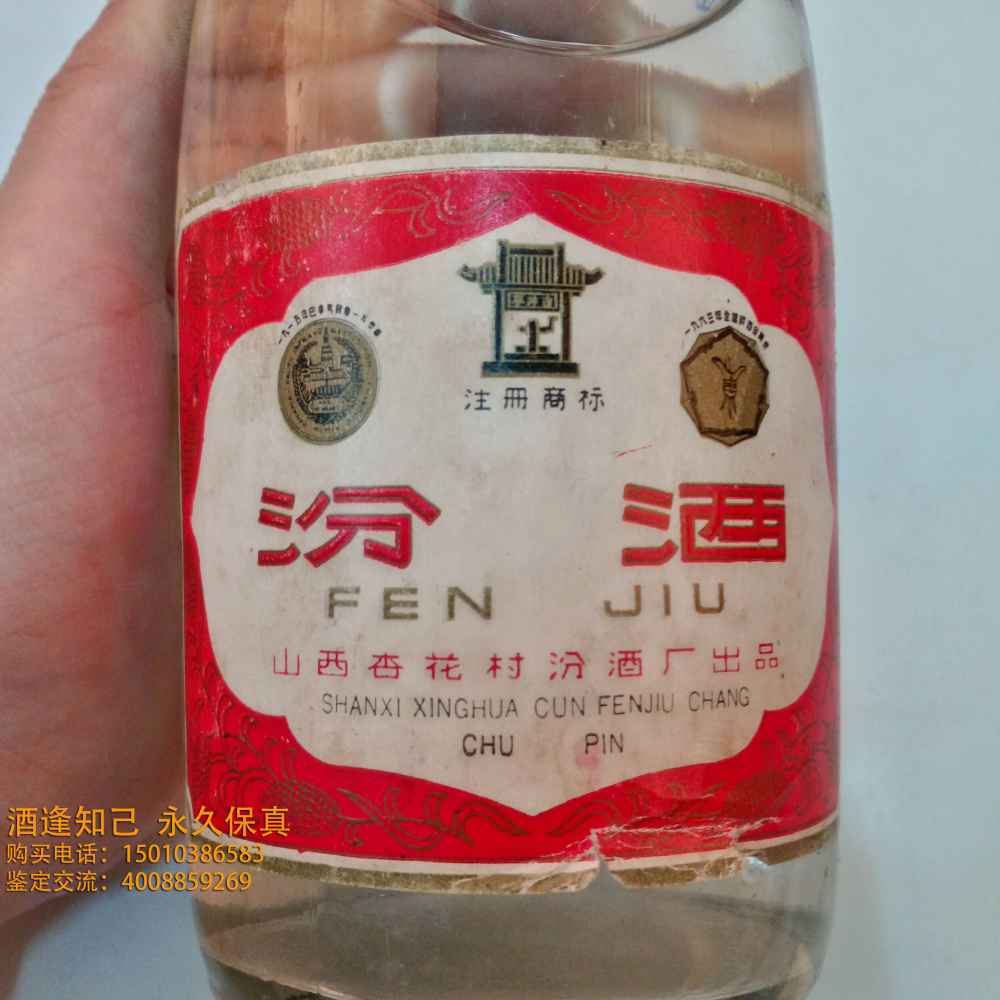 注册商标
汾酒
FEN JIU
山西杏花村汾酒厂出品
SHANXI XINGHUA CUN FENJIU CHANG
CHU PIN
酒逢知己 永久保真
购买电话：15010386583
鉴定交流：4008859269